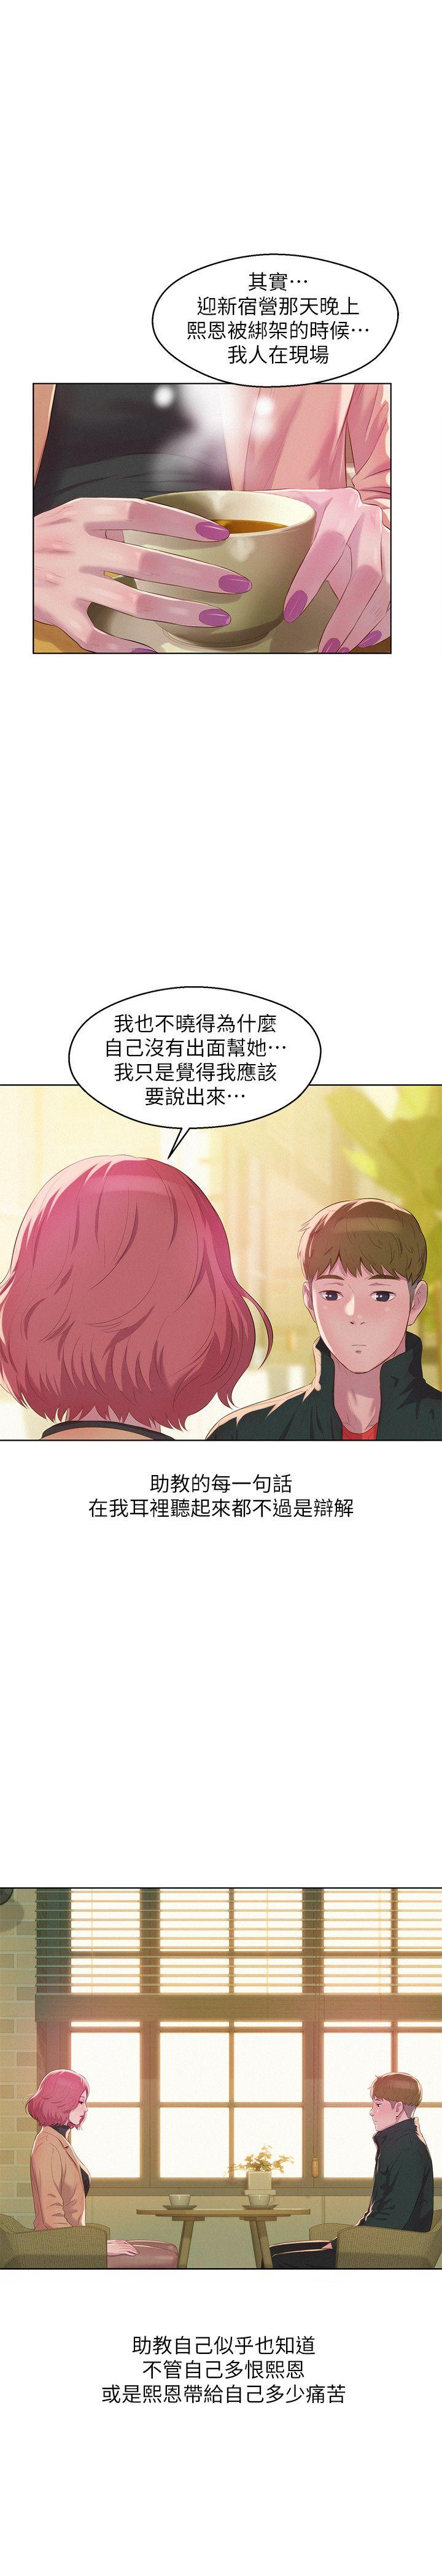 其實…
迎新宿營那天晚上
熙恩被綁架的時候…
我人在現場
我也不曉得為什麼
自己沒有出面幫她…
我只是覺得我應該
要說出來…
助教的每一句話
在我耳裡聽起來都不過是辯解
助教自己似乎也知道
不管自己多恨熙恩
或是熙恩帶給自己多少痛苦